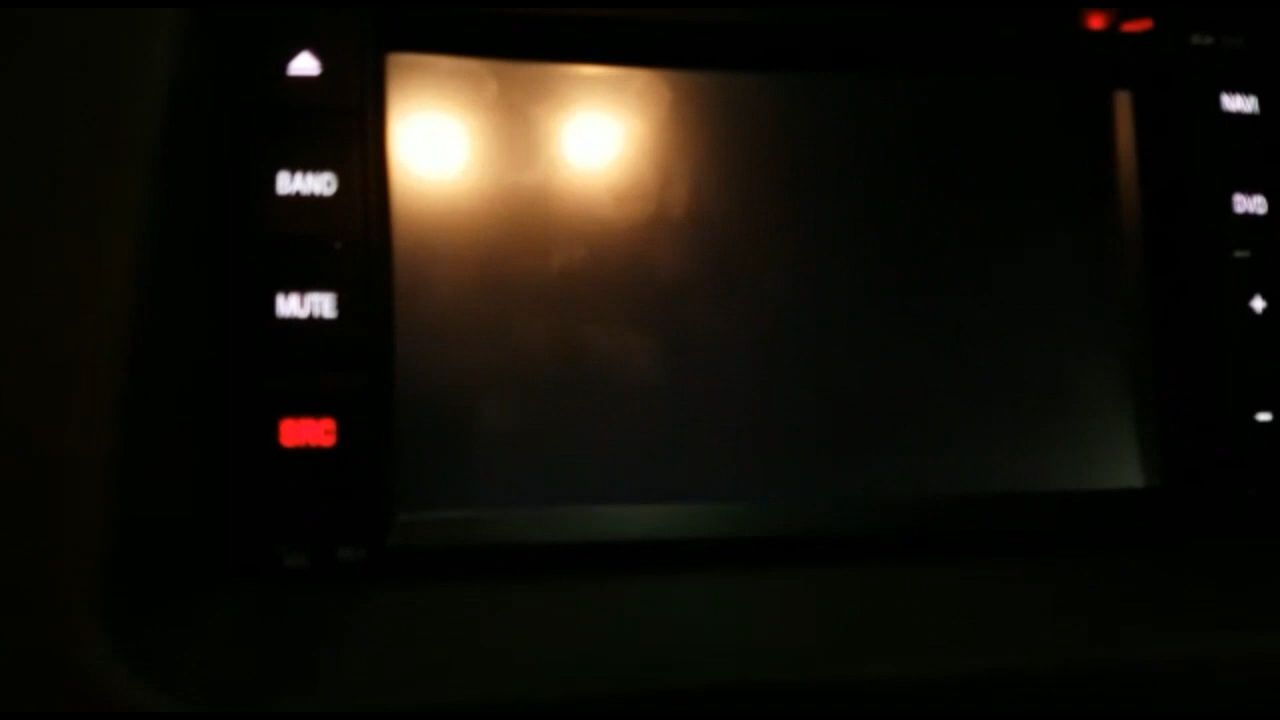 BAND
MUTE
SRC
NAVI
DVD
+
-